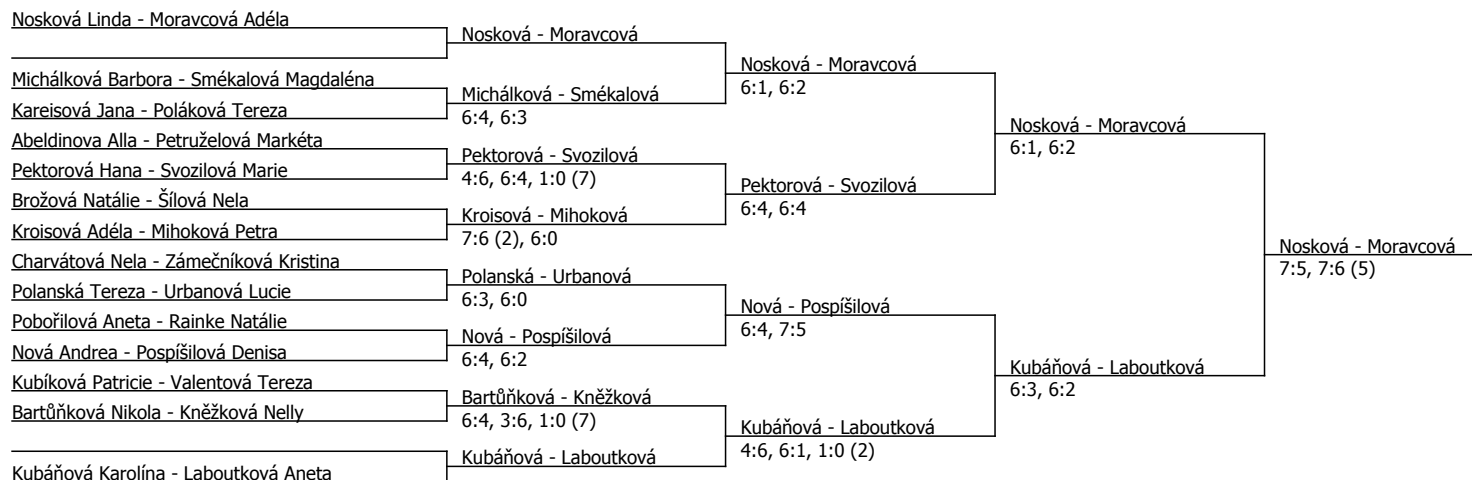 Nosková Linda - Moravcová Adéla
Michálková Barbora - Smékalová Magdaléna
Kareisová Jana - Poláková Tereza
Abeldinova Alla - Petruželová Markéta
Pektorová Hana - Svozilová Marie
Brožová Natálie - Šílová Nela
Kroisová Adéla - Mihoková Petra
Charvátová Nela - Zámečníková Kristina
Polanská Tereza - Urbanová Lucie
Pobořilová Aneta - Rainke Natálie
Nová Andrea - Pospíšilová Denisa
Kubíková Patricie - Valentová Tereza
Bartůňková Nikola - Kněžková Nelly
Kubáňová Karolína - Laboutková Aneta
Nosková - Moravcová
Michálková - Smékalová
6:4, 6:3
Pektorová - Svozilová
4:6, 6:4, 1:0 (7)
Kroisová - Mihoková
7:6 (2), 6:0
Polanská - Urbanová
6:3, 6:0
Nová - Pospíšilová
6:4, 6:2
Bartůňková - Kněžková
6:4, 3:6, 1:0 (7)
Kubáňová - Laboutková
Nosková - Moravcová
6:1, 6:2
Pektorová - Svozilová
6:4, 6:4
Nová - Pospíšilová
6:4, 7:5
Kubáňová - Laboutková
4:6, 6:1, 1:0 (2)
Nosková - Moravcová
6:1, 6:2
Kubáňová - Laboutková
6:3, 6:2
Nosková - Moravcová
7:5, 7:6 (5)